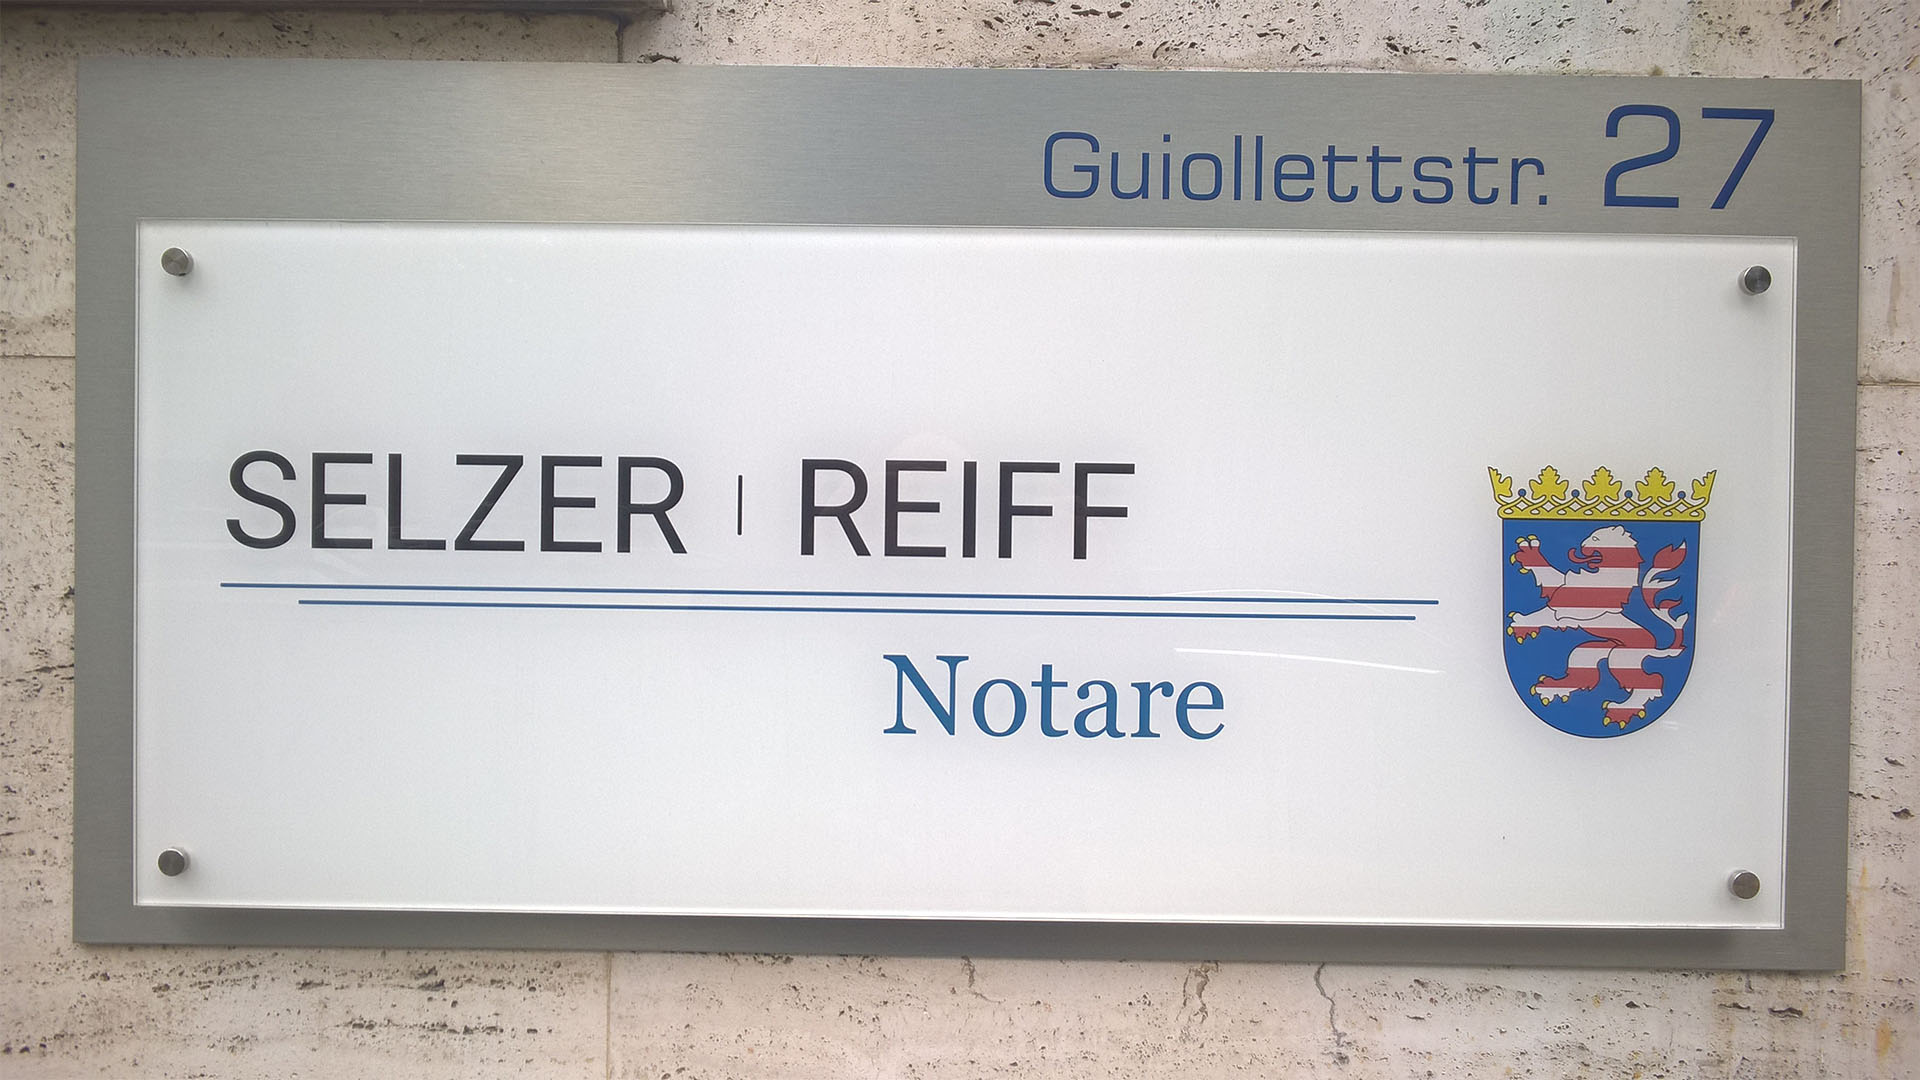 Guiollettstr. 27
SELZER | REIFF
Notare